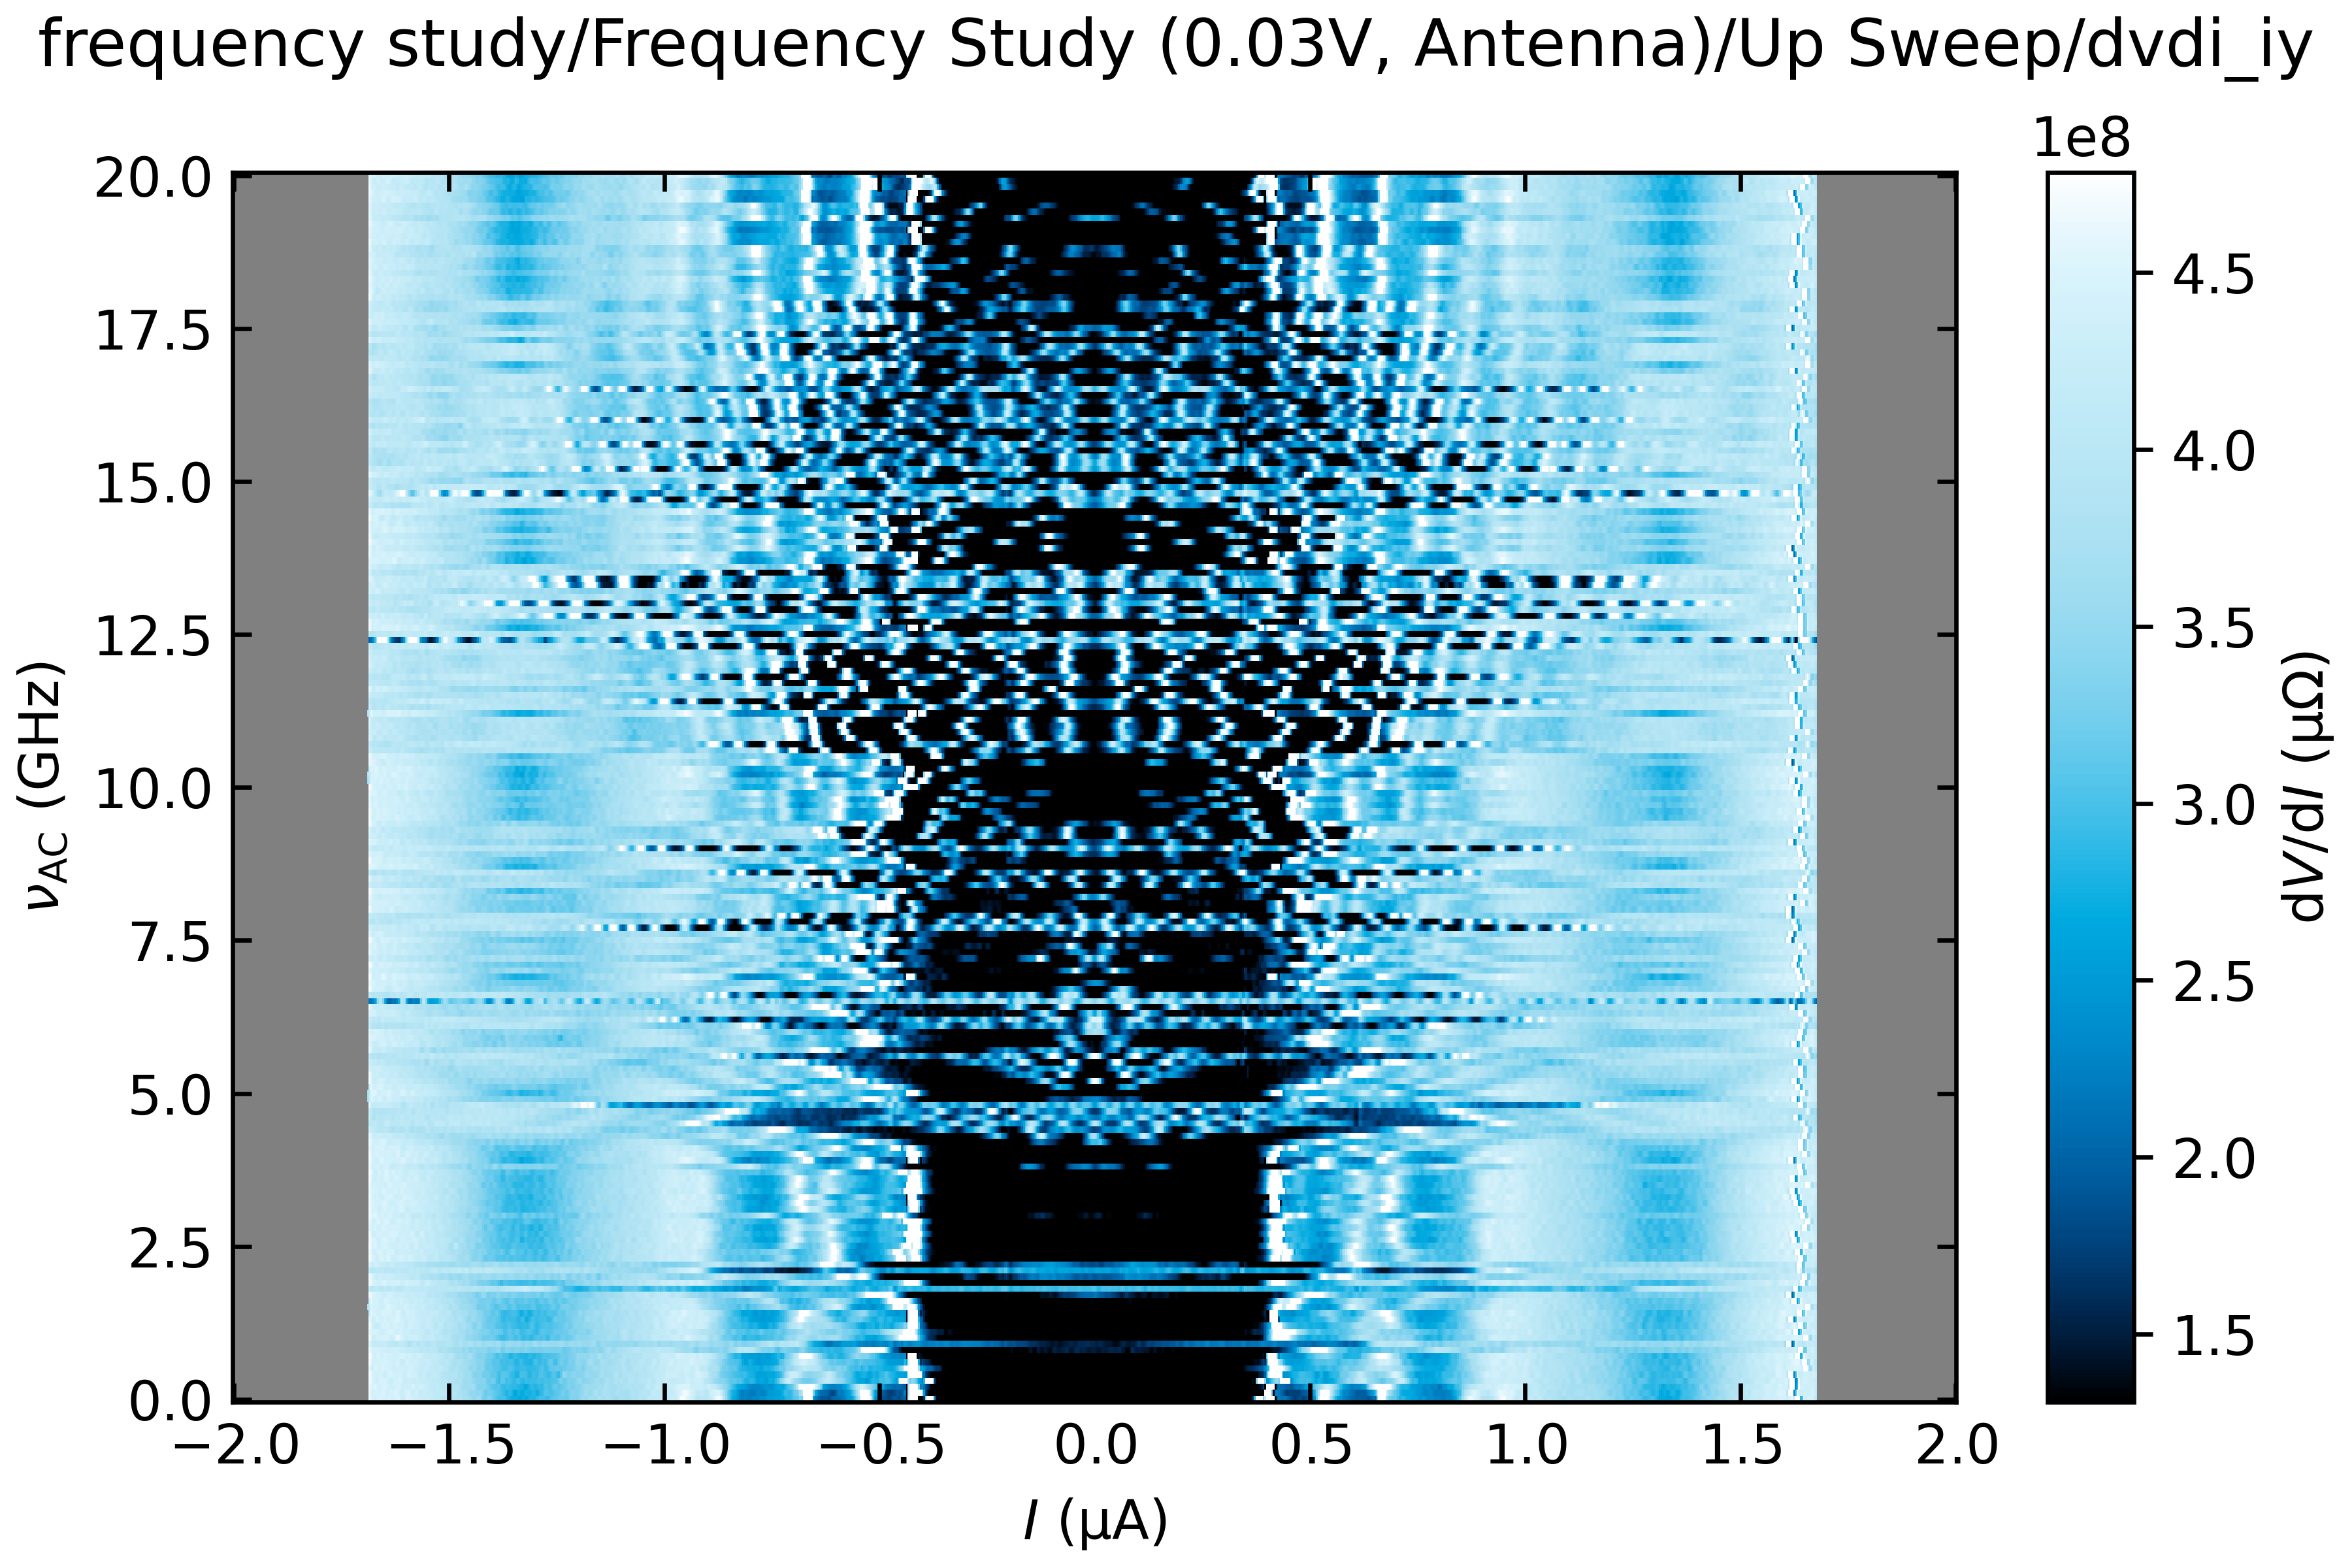 frequency study/Frequency Study (0.03V, Antenna)/Up Sweep/dvdi_iy
1e8
20.0
17.5
15.0
12.5
10.0
7.5
5.0
2.5
0.0
νAC (GHz)
−2.0 −1.5 −1.0 −0.5 0.0 0.5 1.0 1.5 2.0
I (µA)
4.5
4.0
3.5
3.0
2.5
2.0
1.5
dV/dI (µΩ)